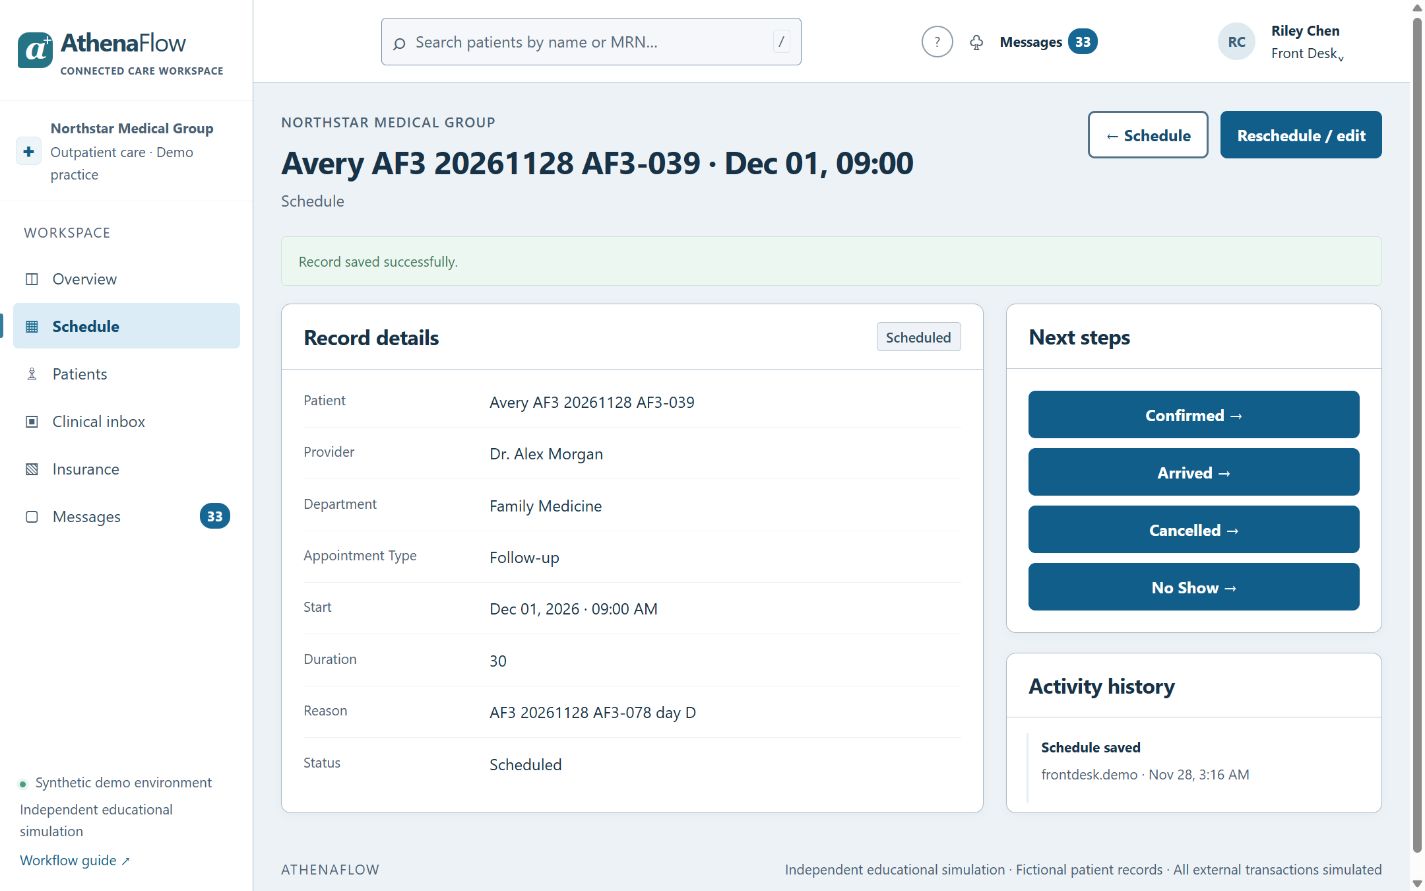 AthenaFlow
CONNECTED CARE WORKSPACE
Northstar Medical Group
Outpatient care · Demo
practice
WORKSPACE
Overview
Schedule
Patients
Clinical inbox
Insurance
Messages 33
Synthetic demo environment
Independent educational
simulation
Workflow guide ↗
Search patients by name or MRN... /
? Messages 33
RC
Riley Chen
Front Desk
NORTHSTAR MEDICAL GROUP
Avery AF3 20261128 AF3-039 · Dec 01, 09:00
Schedule
← Schedule
Reschedule / edit
Record saved successfully.
Record details
Scheduled
Patient Avery AF3 20261128 AF3-039
Provider Dr. Alex Morgan
Department Family Medicine
Appointment Type Follow-up
Start Dec 01, 2026 · 09:00 AM
Duration 30
Reason AF3 20261128 AF3-078 day D
Status Scheduled
Next steps
Confirmed →
Arrived →
Cancelled →
No Show →
Activity history
Schedule saved
frontdesk.demo · Nov 28, 3:16 AM
ATHENAFLOW
Independent educational simulation · Fictional patient records · All external transactions simulated